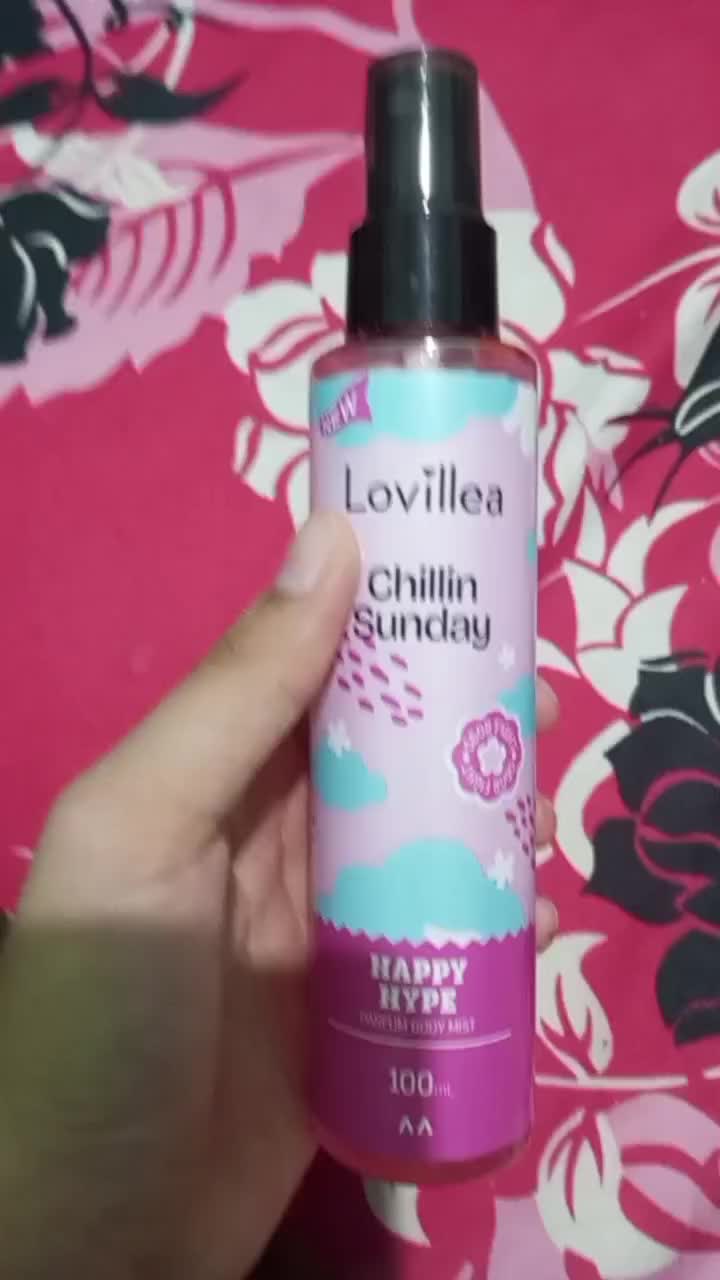 NEW
Lovillea
Chillin
Sunday
HAPPY
HYPE
PARFUM BODY MIST
100mL